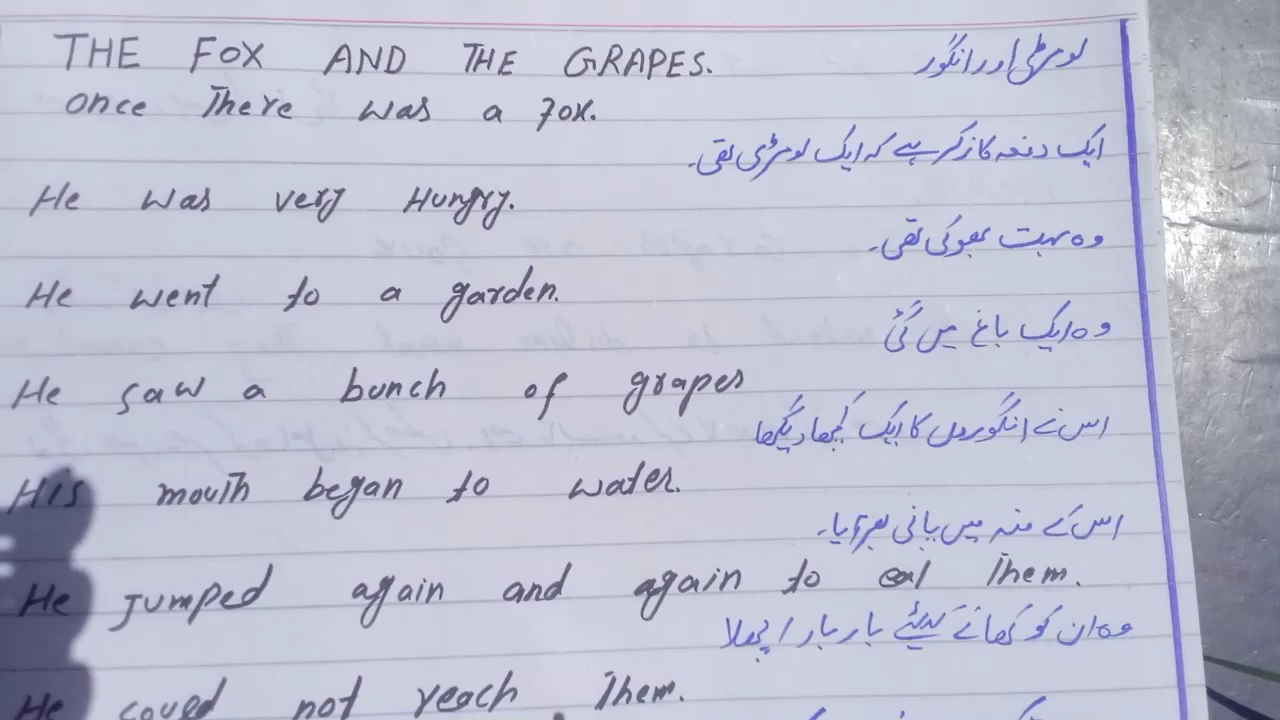 THE FOX AND THE GRAPES.
لومڑی اور انگور
once There was a fox.
ایک دفعہ کا زکر ہے کہ ایک لومڑی تھی۔
He was very Hungry.
وہ بہت بھوکی تھی۔
He went to a garden.
وہ ایک باغ میں گئی
He saw a bunch of grapes
اس نے انگوروں کا ایک گچھا دیکھا
His mouth began to water.
اس کے منہ میں پانی بھر آیا۔
He jumped again and again to eat Them.
وہ ان کو کھانے کیلئے بار بار اچھلا
He coued not reach Them.